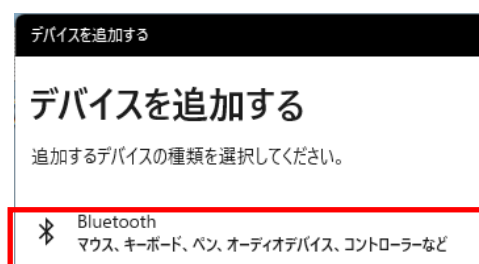 デバイスを追加する
デバイスを追加する
追加するデバイスの種類を選択してください。
Bluetooth
マウス、キーボード、ペン、オーディオデバイス、コントローラーなど